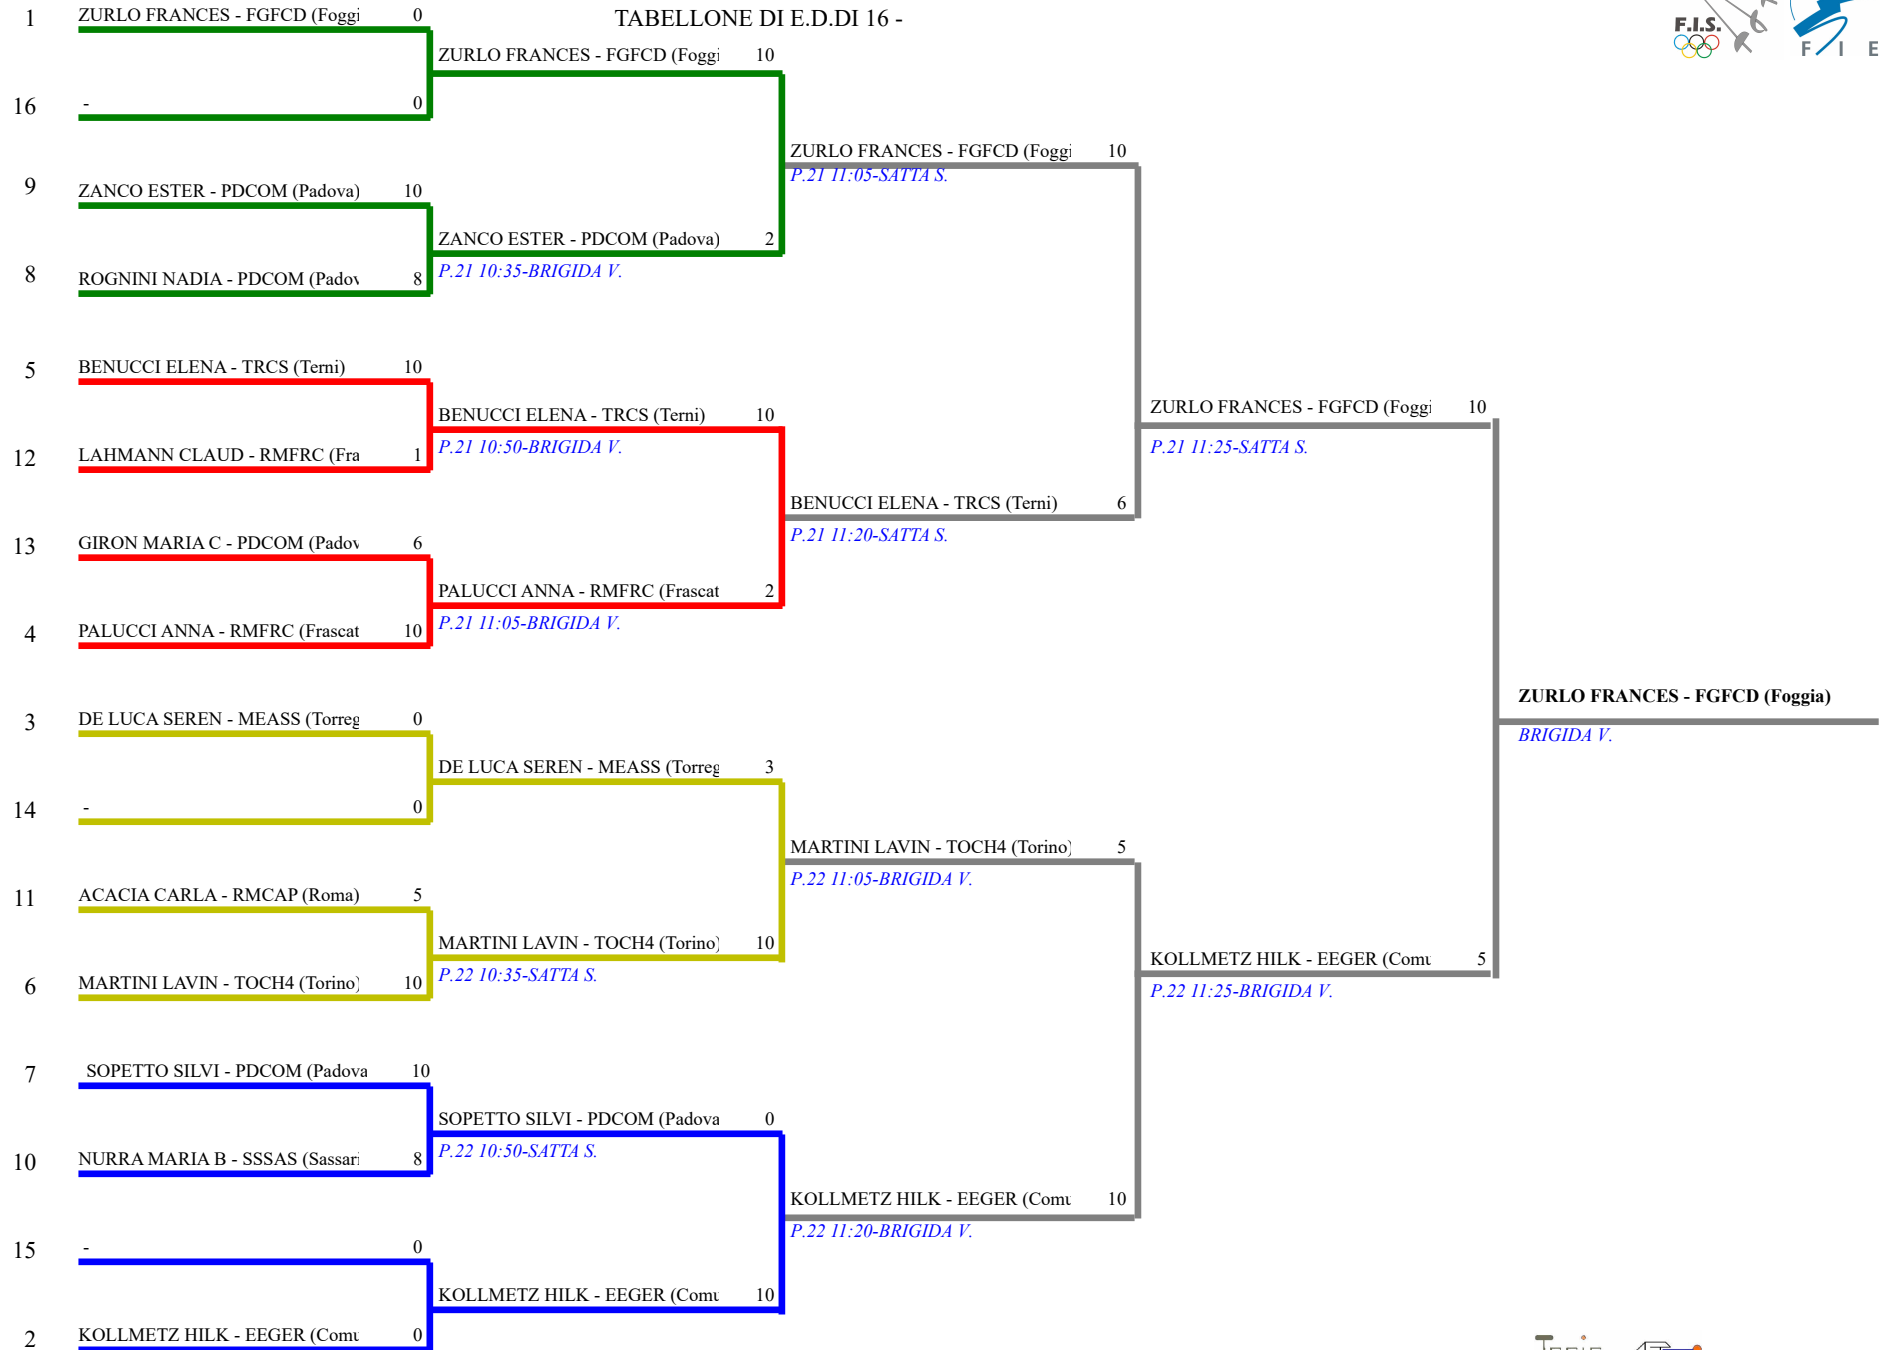 TABELLONE DI E.D.DI 16 -
F.I.S.
F I E
1 ZURLO FRANCES - FGFCD (Foggi 0
ZURLO FRANCES - FGFCD (Foggi 10
16 - 0
ZURLO FRANCES - FGFCD (Foggi 10
P.21 11:05-SATTA S.
9 ZANCO ESTER - PDCOM (Padova) 10
ZANCO ESTER - PDCOM (Padova) 2
P.21 10:35-BRIGIDA V.
8 ROGNINI NADIA - PDCOM (Padov 8
5 BENUCCI ELENA - TRCS (Terni) 10
ZURLO FRANCES - FGFCD (Foggi 10
P.21 11:25-SATTA S.
BENUCCI ELENA - TRCS (Terni) 10
P.21 10:50-BRIGIDA V.
12 LAHMANN CLAUD - RMFRC (Fra 1
BENUCCI ELENA - TRCS (Terni) 6
P.21 11:20-SATTA S.
13 GIRON MARIA C - PDCOM (Padov 6
PALUCCI ANNA - RMFRC (Frascat 2
P.21 11:05-BRIGIDA V.
4 PALUCCI ANNA - RMFRC (Frascat 10
ZURLO FRANCES - FGFCD (Foggia)
BRIGIDA V.
3 DE LUCA SEREN - MEASS (Torreg 0
DE LUCA SEREN - MEASS (Torreg 3
14 - 0
MARTINI LAVIN - TOCH4 (Torino) 5
P.22 11:05-BRIGIDA V.
11 ACACIA CARLA - RMCAP (Roma) 5
MARTINI LAVIN - TOCH4 (Torino) 10
P.22 10:35-SATTA S.
KOLLMETZ HILK - EEGER (Comu 5
P.22 11:25-BRIGIDA V.
6 MARTINI LAVIN - TOCH4 (Torino) 10
7 SOPETTO SILVI - PDCOM (Padova 10
SOPETTO SILVI - PDCOM (Padova 0
P.22 10:50-SATTA S.
10 NURRA MARIA B - SSSAS (Sassari 8
KOLLMETZ HILK - EEGER (Comu 10
P.22 11:20-BRIGIDA V.
15 - 0
KOLLMETZ HILK - EEGER (Comu 10
2 KOLLMETZ HILK - EEGER (Comu 0